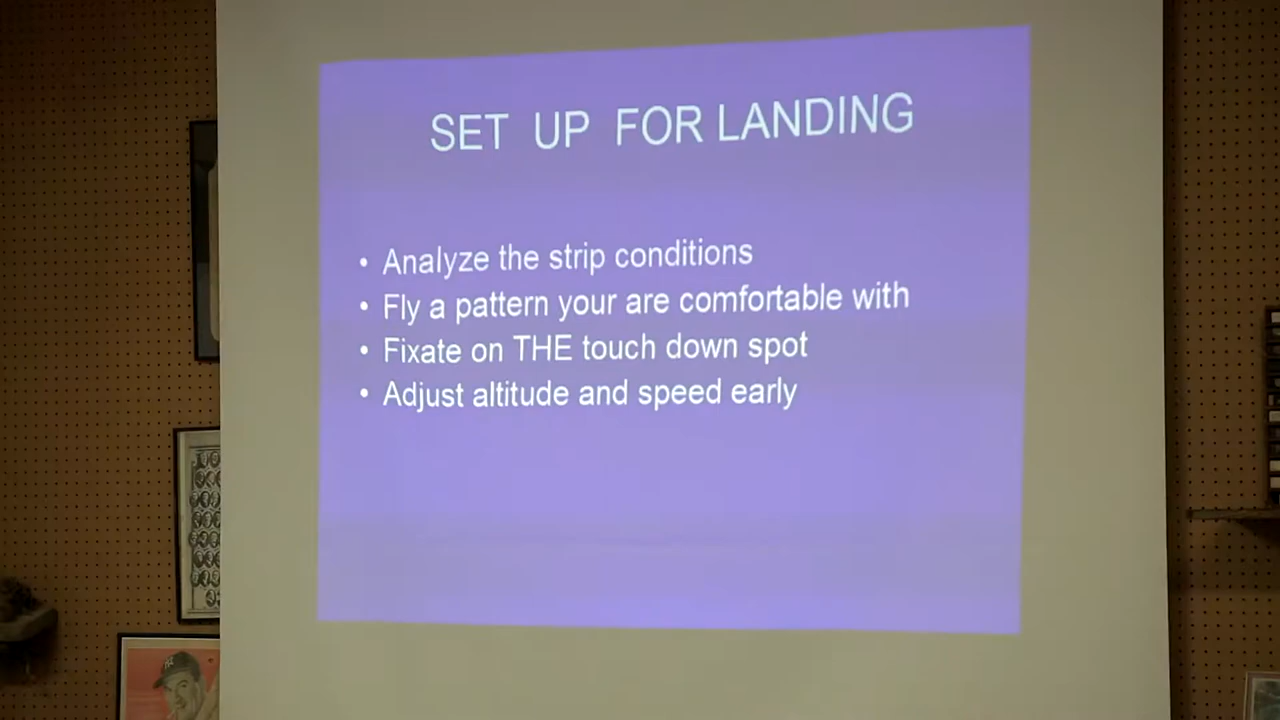 SET UP FOR LANDING
• Analyze the strip conditions
• Fly a pattern your are comfortable with
• Fixate on THE touch down spot
• Adjust altitude and speed early